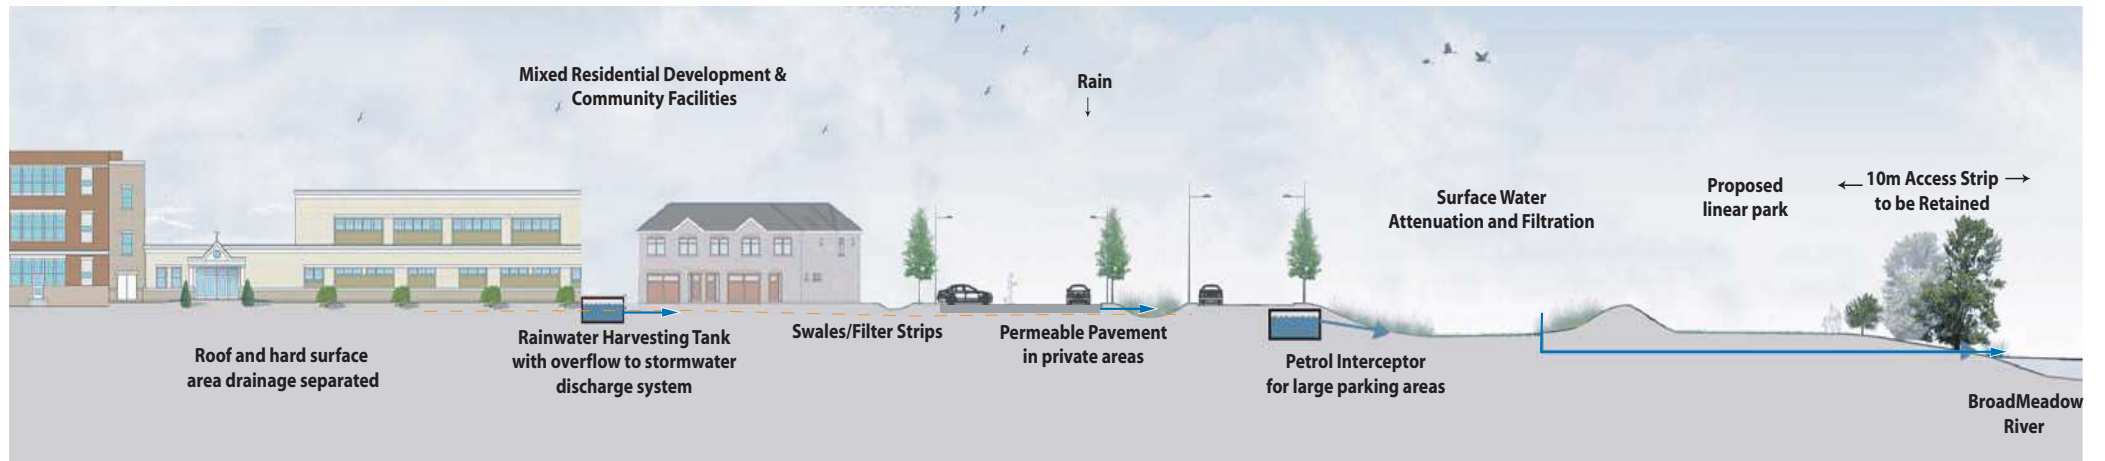 Mixed Residential Development &
Community Facilities
Rain
Surface Water
Attenuation and Filtration
Proposed
linear park
10m Access Strip
to be Retained
Roof and hard surface
area drainage separated
Rainwater Harvesting Tank
with overflow to stormwater
discharge system
Swales/Filter Strips
Permeable Pavement
in private areas
Petrol Interceptor
for large parking areas
BroadMeadow
River